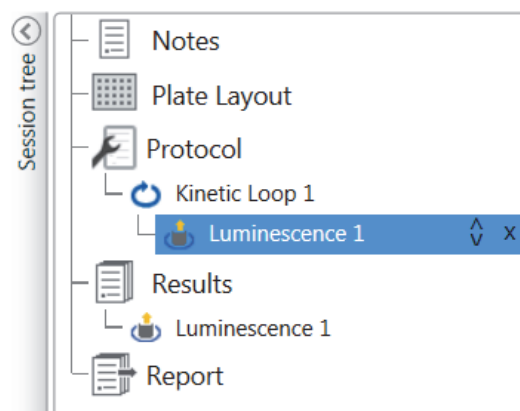 Session tree
Notes
Plate Layout
Protocol
Kinetic Loop 1
Luminescence 1 x
Results
Luminescence 1
Report